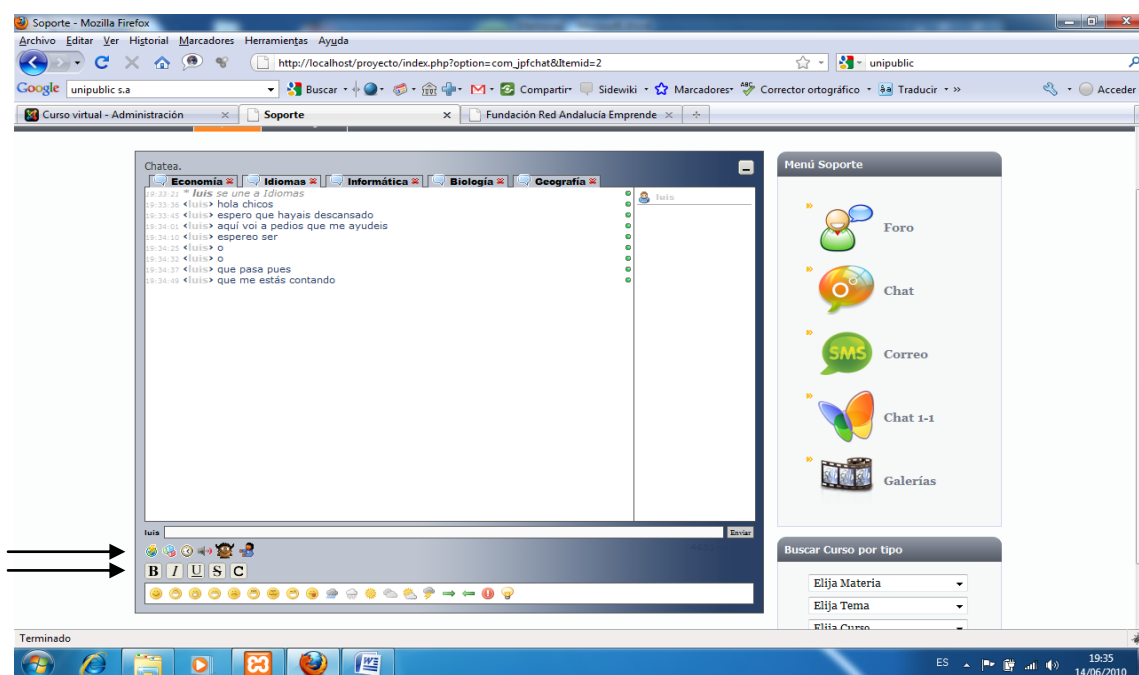 Soporte - Mozilla Firefox
Archivo Editar Ver Historial Marcadores Herramientas Ayuda
http://localhost/proyecto/index.php?option=com_jpfchat&Itemid=2
unipublic
Google unipublic s.a Buscar Compartir Sidewiki Marcadores Corrector ortográfico Traducir » Acceder
Curso virtual - Administración Soporte Fundación Red Andalucía Emprende
Chatea.
Economía Idiomas Informática Biología Geografía
19:33:21 * luis se une a Idiomas
19:33:36 <luis> hola chicos
19:33:45 <luis> espero que hayais descansado
19:34:01 <luis> aquí voi a pedios que me ayudeis
19:34:10 <luis> espereo ser
19:34:25 <luis> o
19:34:32 <luis> o
19:34:37 <luis> que pasa pues
19:34:49 <luis> que me estás contando
luis
luis
Enviar
B I U S C
Menú Soporte
Foro
Chat
SMS Correo
Chat 1-1
Galerías
Buscar Curso por tipo
Elija Materia
Elija Tema
Elija Curso
Terminado
ES
19:35
14/06/2010